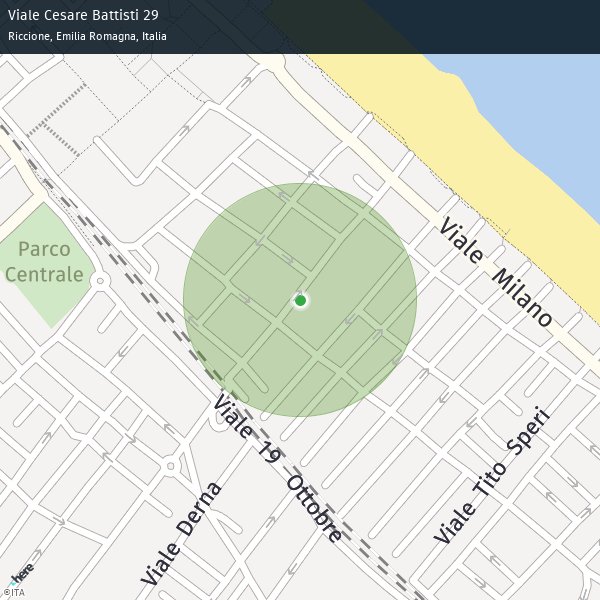 Viale Cesare Battisti 29
Riccione, Emilia Romagna, Italia
Parco
Centrale
Viale Milano
Viale 19 Ottobre
Viale Tito Speri
Viale Derna
here
©ITA